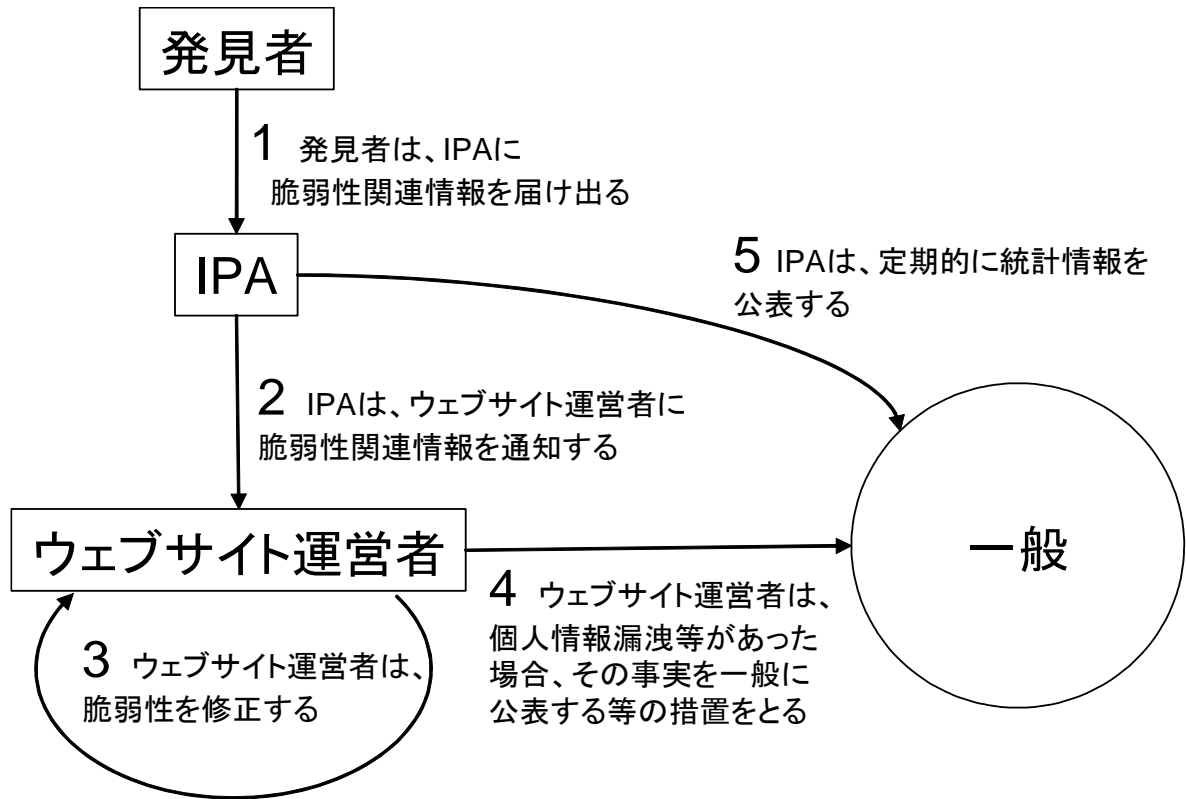 発見者
1 発見者は、IPAに
脆弱性関連情報を届け出る
IPA
5 IPAは、定期的に統計情報を
公表する
2 IPAは、ウェブサイト運営者に
脆弱性関連情報を通知する
ウェブサイト運営者
一般
3 ウェブサイト運営者は、
脆弱性を修正する
4 ウェブサイト運営者は、
個人情報漏洩等があった
場合、その事実を一般に
公表する等の措置をとる